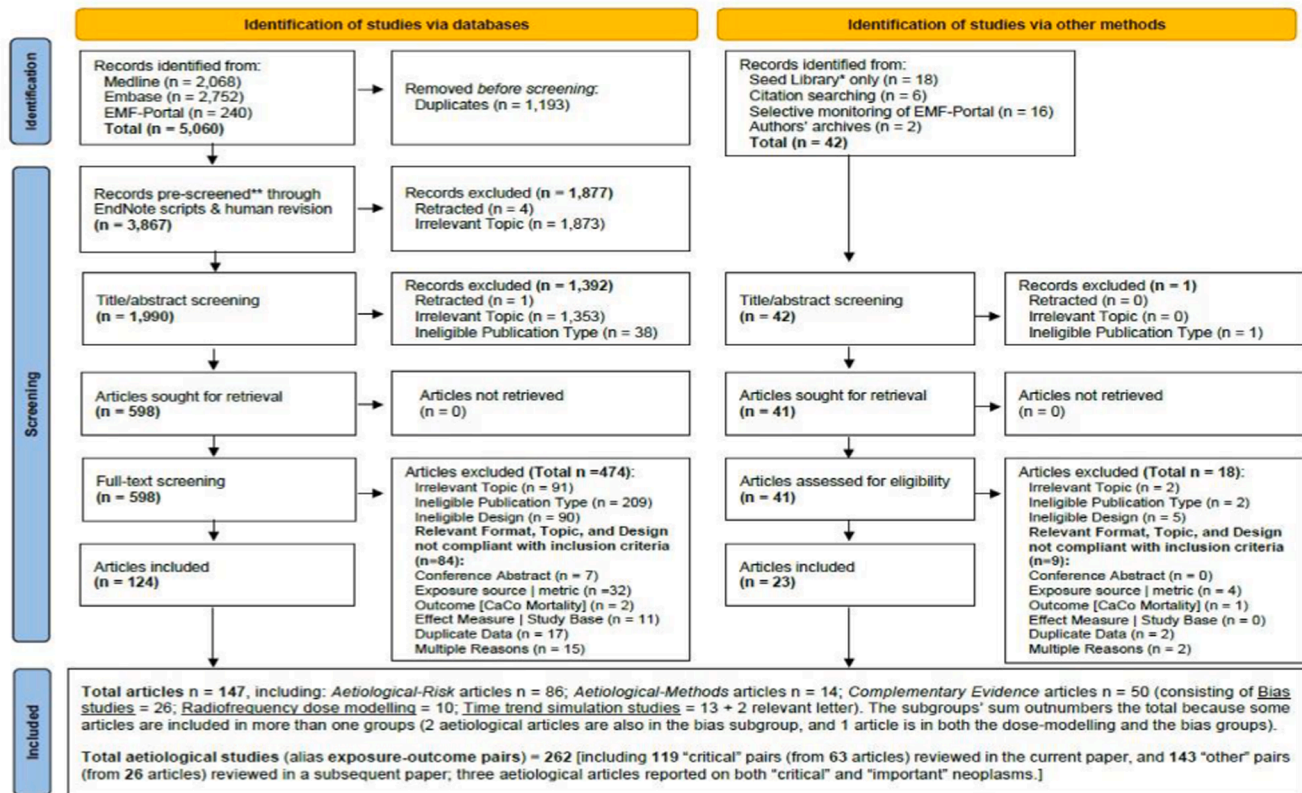 Identification of studies via databases
Identification of studies via other methods
Identification
Records identified from:
Medline (n = 2,068)
Embase (n = 2,752)
EMF-Portal (n = 240)
Total (n = 5,060)
Removed before screening:
Duplicates (n = 1,193)
Records identified from:
Seed Library* only (n = 18)
Citation searching (n = 6)
Selective monitoring of EMF-Portal (n = 16)
Authors' archives (n = 2)
Total (n = 42)
Screening
Records pre-screened** through
EndNote scripts & human revision
(n = 3,867)
Records excluded (n = 1,877)
Retracted (n = 4)
Irrelevant Topic (n = 1,873)
Title/abstract screening
(n = 1,990)
Records excluded (n = 1,392)
Retracted (n = 1)
Irrelevant Topic (n = 1,353)
Ineligible Publication Type (n = 38)
Title/abstract screening
(n = 42)
Records excluded (n = 1)
Retracted (n = 0)
Irrelevant Topic (n = 0)
Ineligible Publication Type (n = 1)
Articles sought for retrieval
(n = 598)
Articles not retrieved
(n = 0)
Articles sought for retrieval
(n = 41)
Articles not retrieved
(n = 0)
Full-text screening
(n = 598)
Articles excluded (Total n =474):
Irrelevant Topic (n = 91)
Ineligible Publication Type (n = 209)
Ineligible Design (n = 90)
Relevant Format, Topic, and Design
not compliant with inclusion criteria
(n=84):
Conference Abstract (n = 7)
Exposure source | metric (n =32)
Outcome [CaCo Mortality] (n = 2)
Effect Measure | Study Base (n = 11)
Duplicate Data (n = 17)
Multiple Reasons (n = 15)
Articles assessed for eligibility
(n = 41)
Articles excluded (Total n = 18):
Irrelevant Topic (n = 2)
Ineligible Publication Type (n = 2)
Ineligible Design (n = 5)
Relevant Format, Topic, and Design
not compliant with inclusion criteria
(n=9):
Conference Abstract (n = 0)
Exposure source | metric (n = 4)
Outcome [CaCo Mortality] (n = 1)
Effect Measure | Study Base (n = 0)
Duplicate Data (n = 2)
Multiple Reasons (n = 2)
Articles included
(n = 124)
Articles included
(n = 23)
Included
Total articles n = 147, including: Aetiological-Risk articles n = 86; Aetiological-Methods articles n = 14; Complementary Evidence articles n = 50 (consisting of Bias
studies = 26; Radiofrequency dose modelling = 10; Time trend simulation studies = 13 + 2 relevant letter). The subgroups' sum outnumbers the total because some
articles are included in more than one groups (2 aetiological articles are also in the bias subgroup, and 1 article is in both the dose-modelling and the bias groups).
Total aetiological studies (alias exposure-outcome pairs) = 262 [including 119 "critical" pairs (from 63 articles) reviewed in the current paper, and 143 "other" pairs
(from 26 articles) reviewed in a subsequent paper; three aetiological articles reported on both "critical" and "important" neoplasms.]